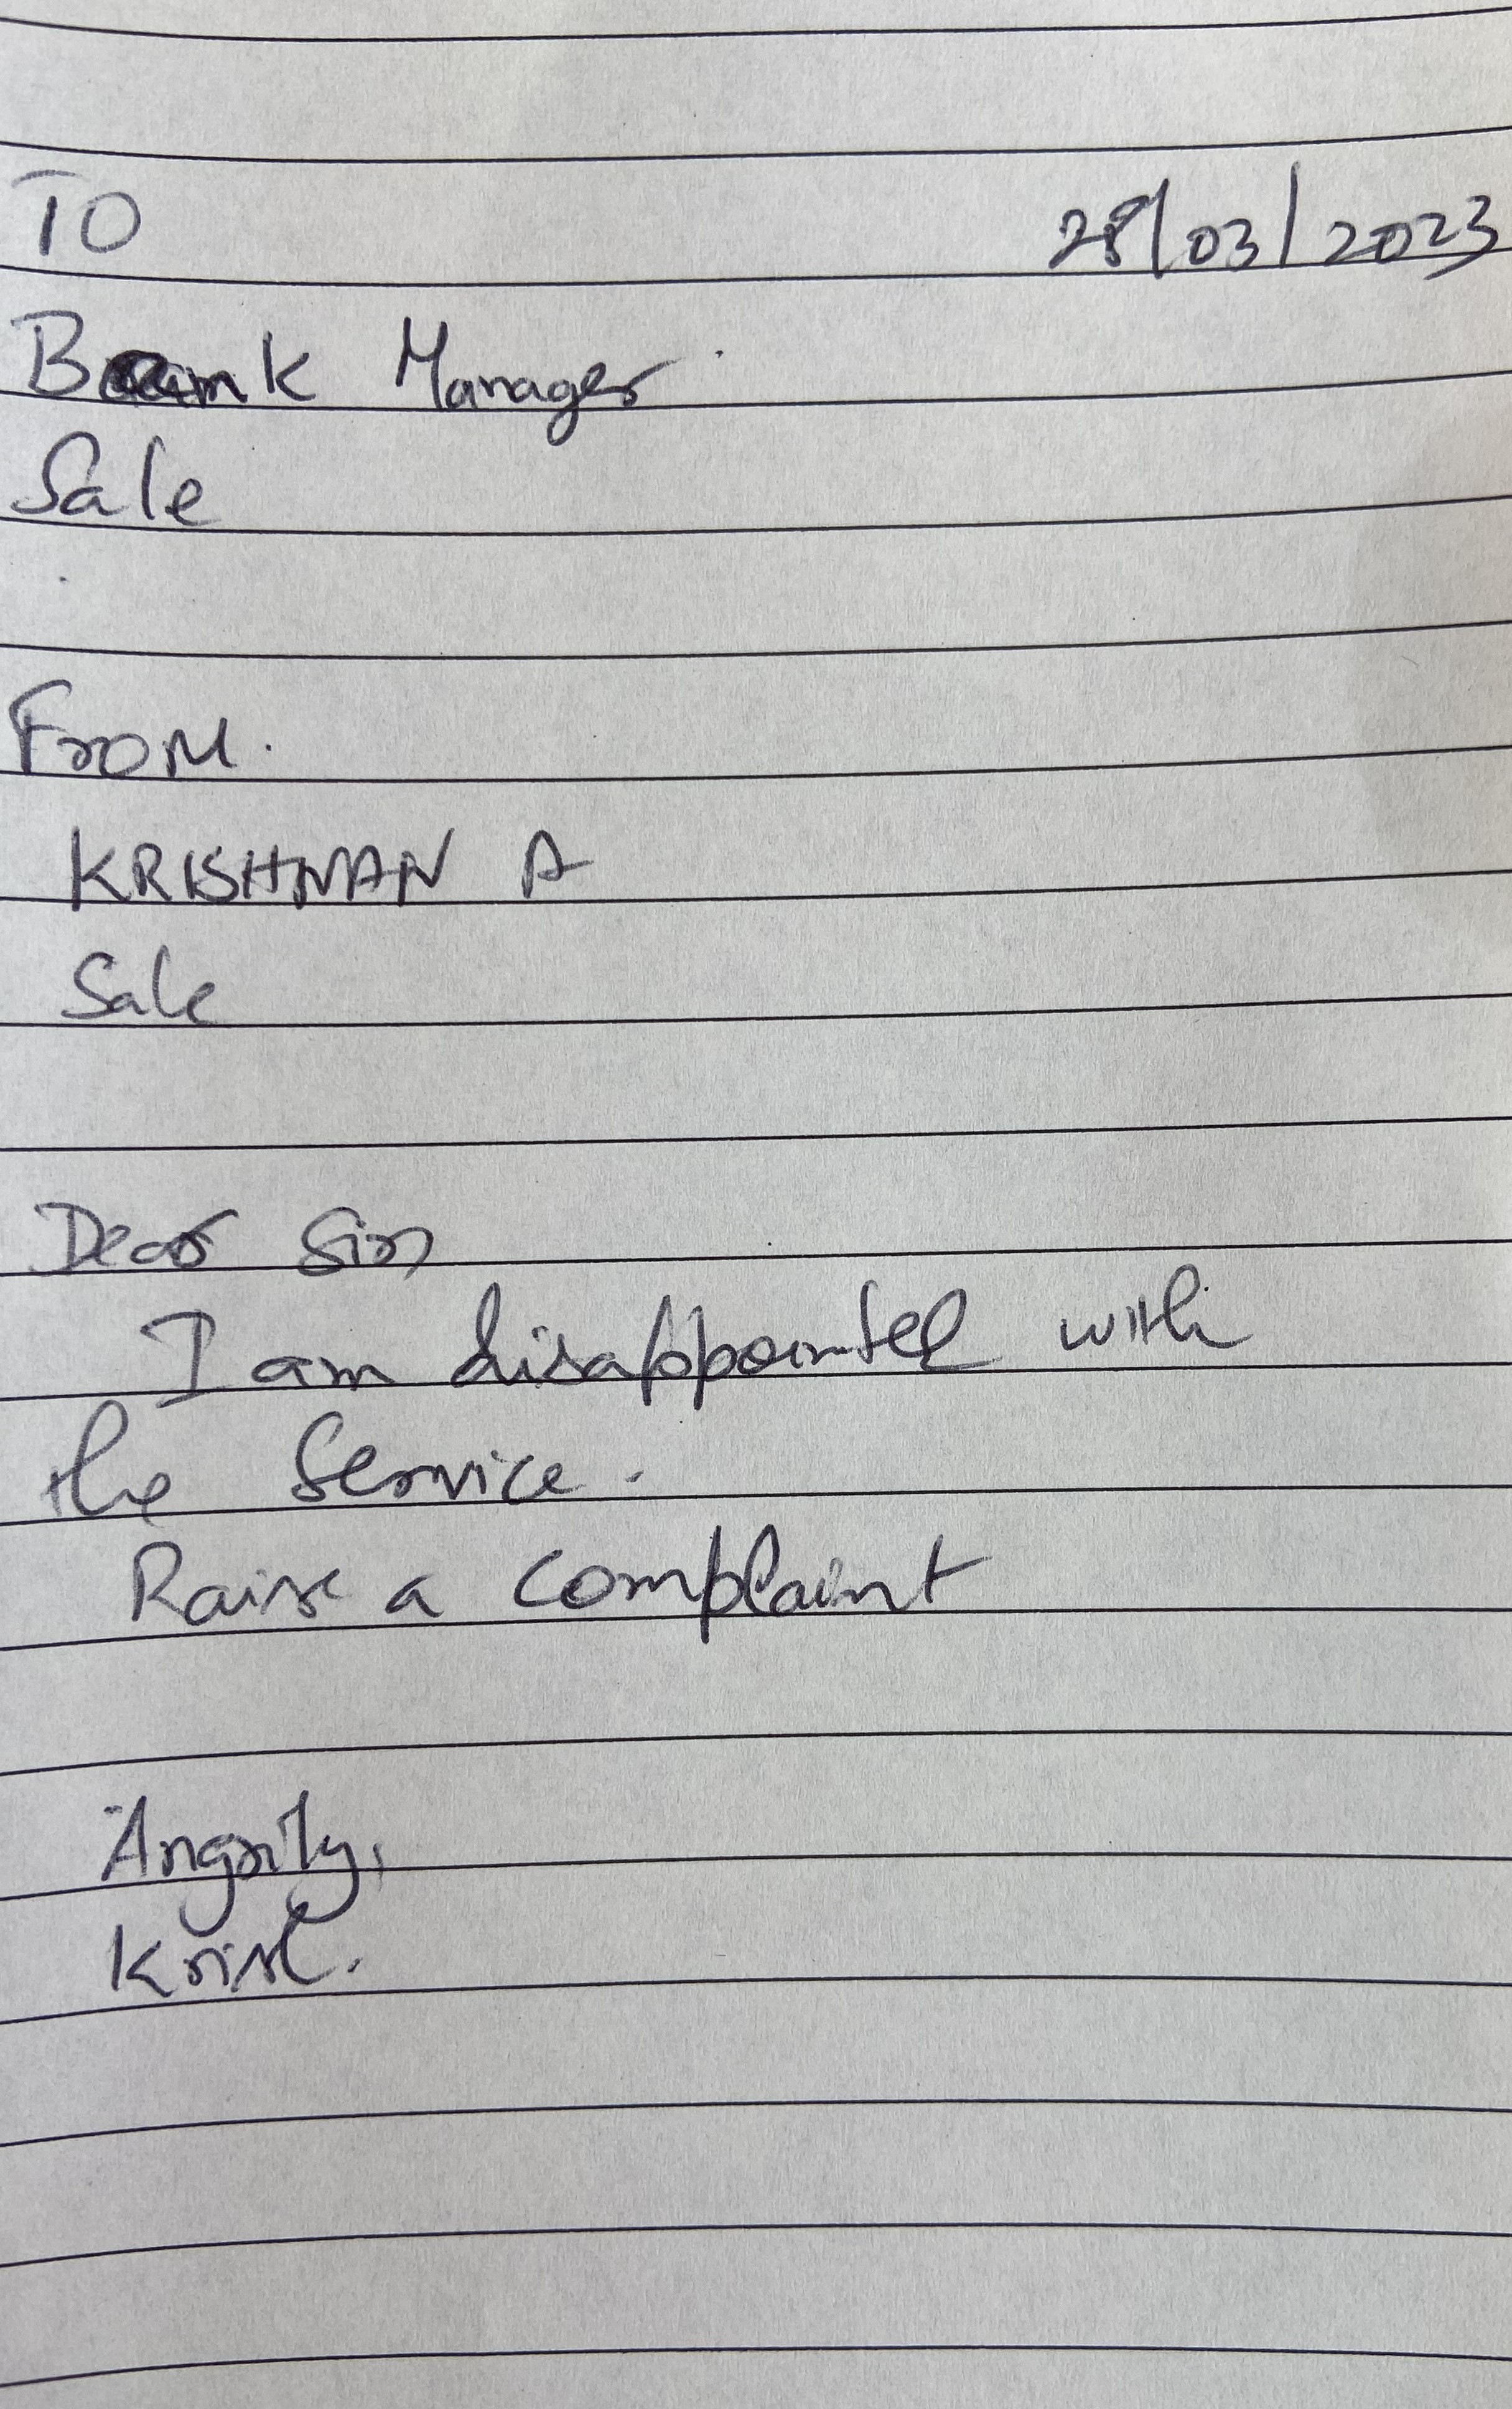 TO 28/03/2023
Bank Manager
Sale
From.
KRISHNAN A
Sale
Dear Sir
I am disappointed with
the Service.
Raise a complaint
Angrily,
Krish.